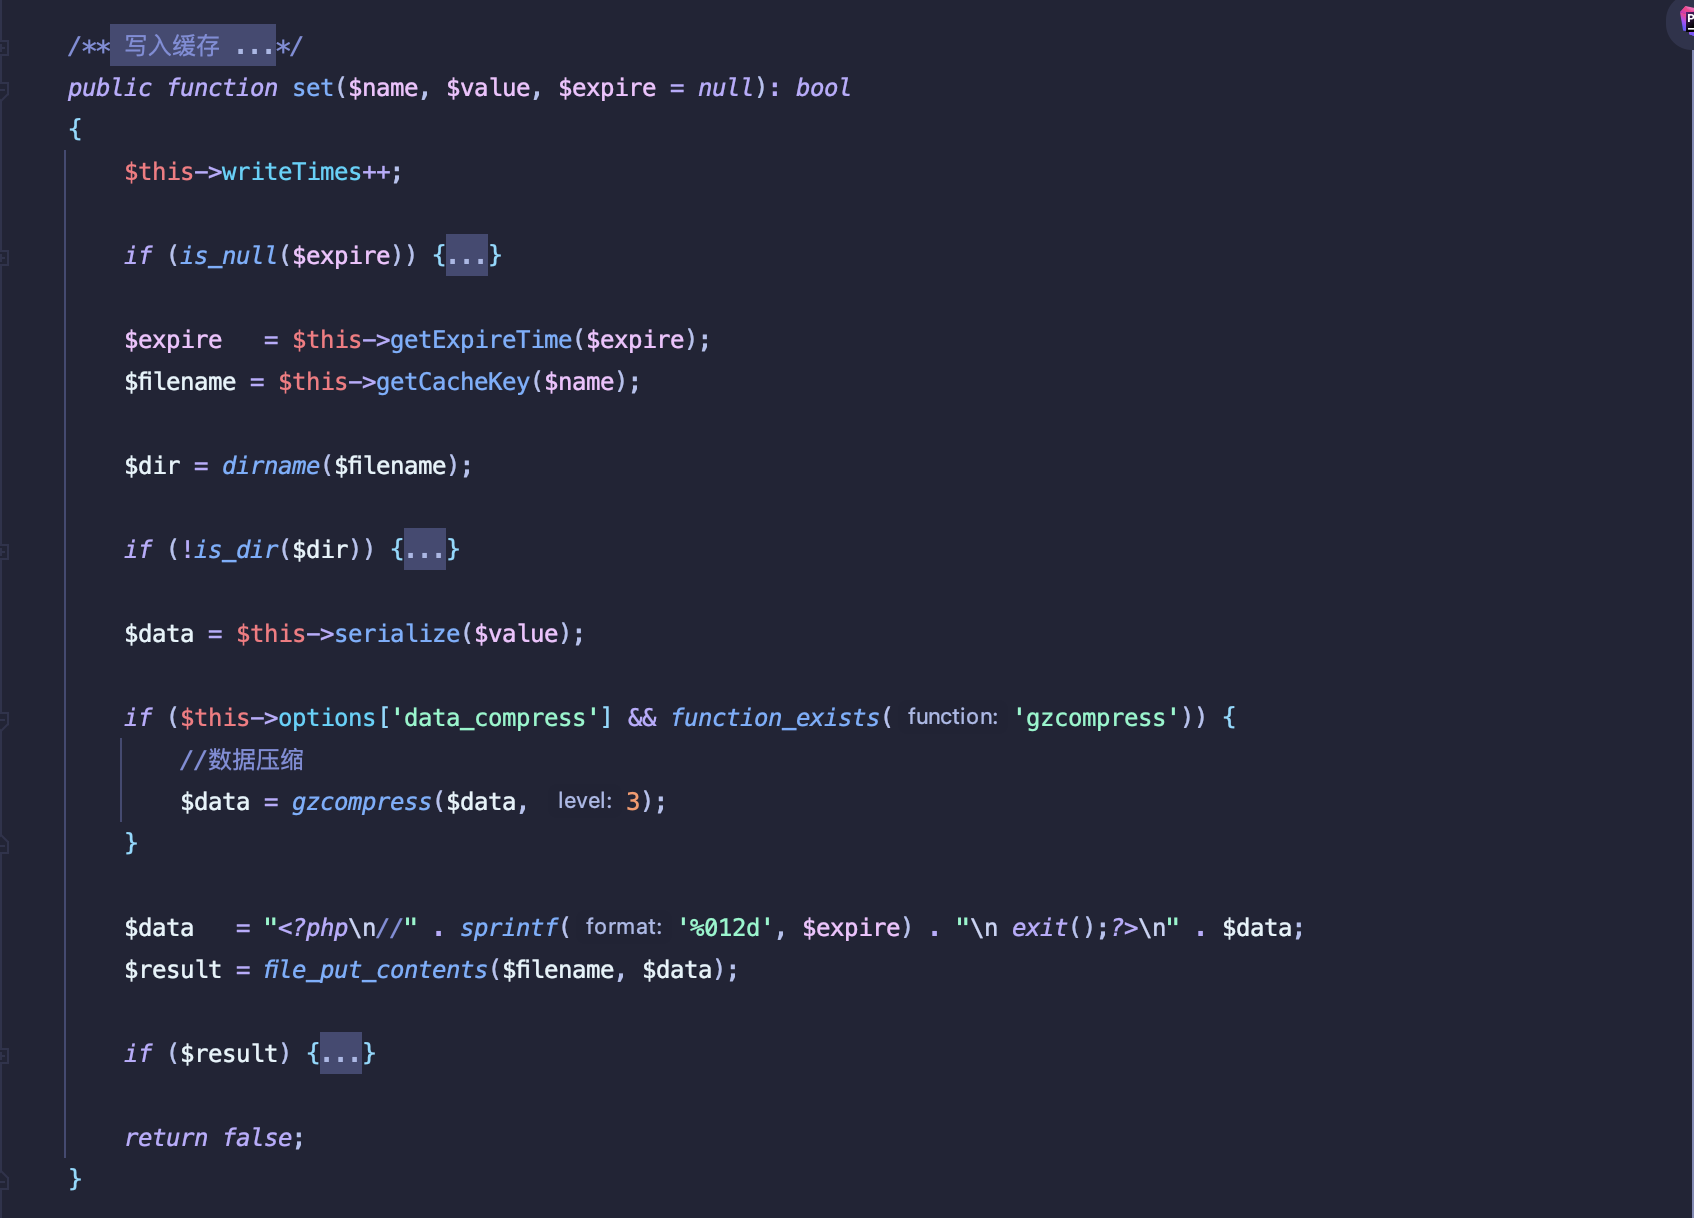 /** 写入缓存 ...*/
public function set($name, $value, $expire = null): bool
{
    $this->writeTimes++;
    if (is_null($expire)) {...}
    $expire   = $this->getExpireTime($expire);
    $filename = $this->getCacheKey($name);
    $dir = dirname($filename);
    if (!is_dir($dir)) {...}
    $data = $this->serialize($value);
    if ($this->options['data_compress'] && function_exists( function: 'gzcompress')) {
        //数据压缩
        $data = gzcompress($data,  level: 3);
    }
    $data   = "<?php\n//" . sprintf( format: '%012d', $expire) . "\n exit();?>\n" . $data;
    $result = file_put_contents($filename, $data);
    if ($result) {...}
    return false;
}